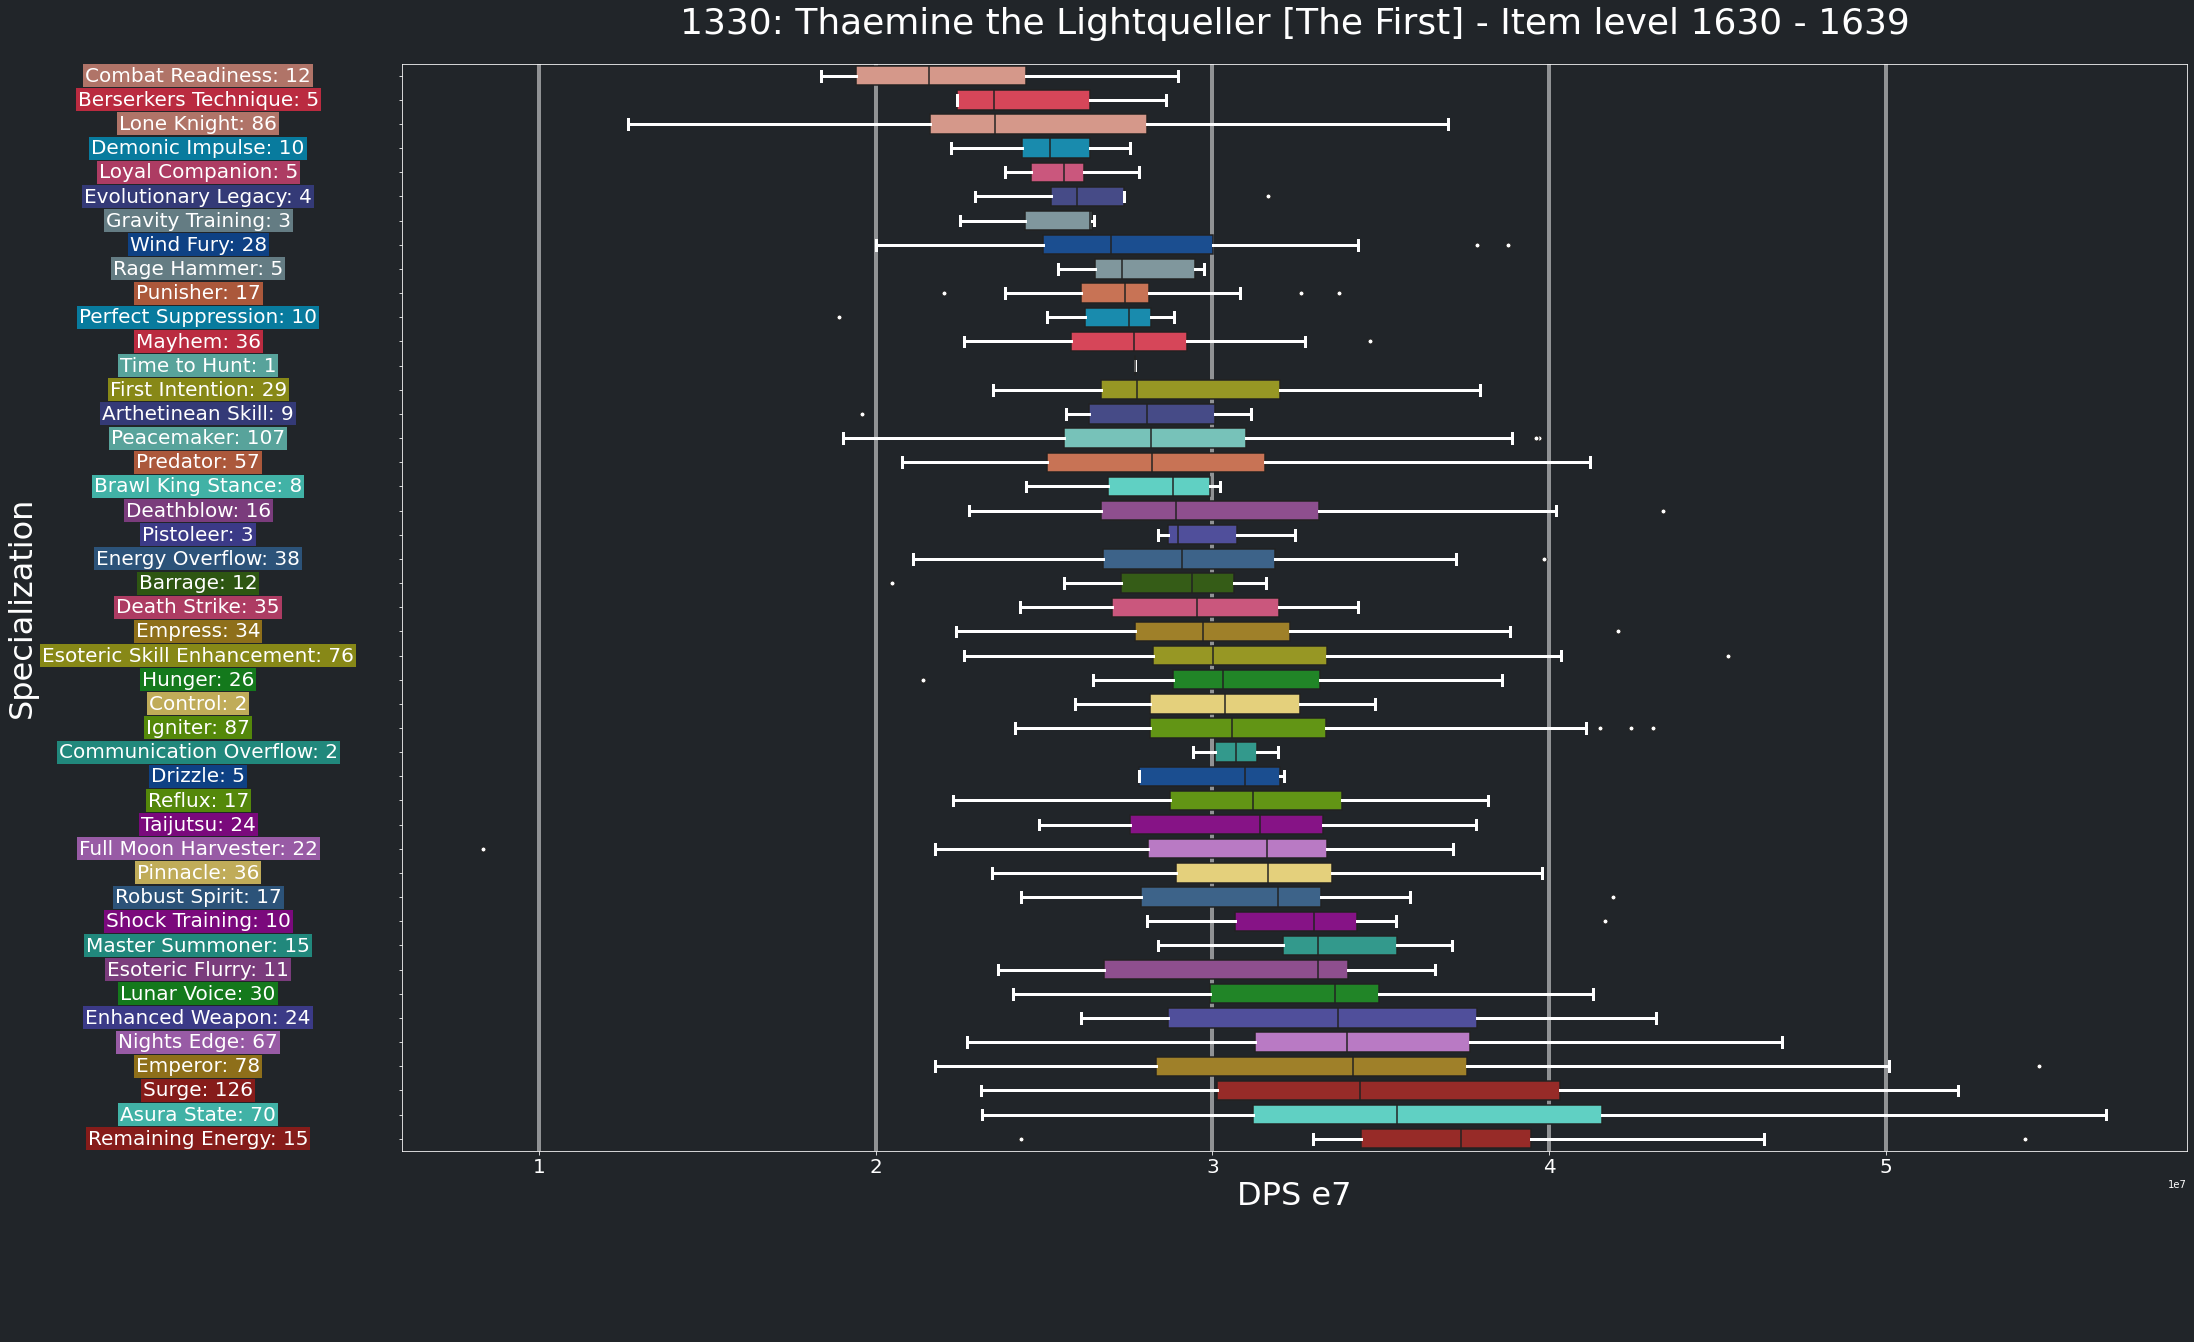 1330: Thaemine the Lightqueller [The First] - Item level 1630 - 1639
Combat Readiness: 12
Berserkers Technique: 5
Lone Knight: 86
Demonic Impulse: 10
Loyal Companion: 5
Evolutionary Legacy: 4
Gravity Training: 3
Wind Fury: 28
Rage Hammer: 5
Punisher: 17
Perfect Suppression: 10
Mayhem: 36
Time to Hunt: 1
First Intention: 29
Arthetinean Skill: 9
Peacemaker: 107
Predator: 57
Brawl King Stance: 8
Deathblow: 16
Pistoleer: 3
Energy Overflow: 38
Barrage: 12
Death Strike: 35
Empress: 34
Esoteric Skill Enhancement: 76
Hunger: 26
Control: 2
Igniter: 87
Communication Overflow: 2
Drizzle: 5
Reflux: 17
Taijutsu: 24
Full Moon Harvester: 22
Pinnacle: 36
Robust Spirit: 17
Shock Training: 10
Master Summoner: 15
Esoteric Flurry: 11
Lunar Voice: 30
Enhanced Weapon: 24
Nights Edge: 67
Emperor: 78
Surge: 126
Asura State: 70
Remaining Energy: 15
Specialization
1 2 3 4 5
DPS e7
1e7